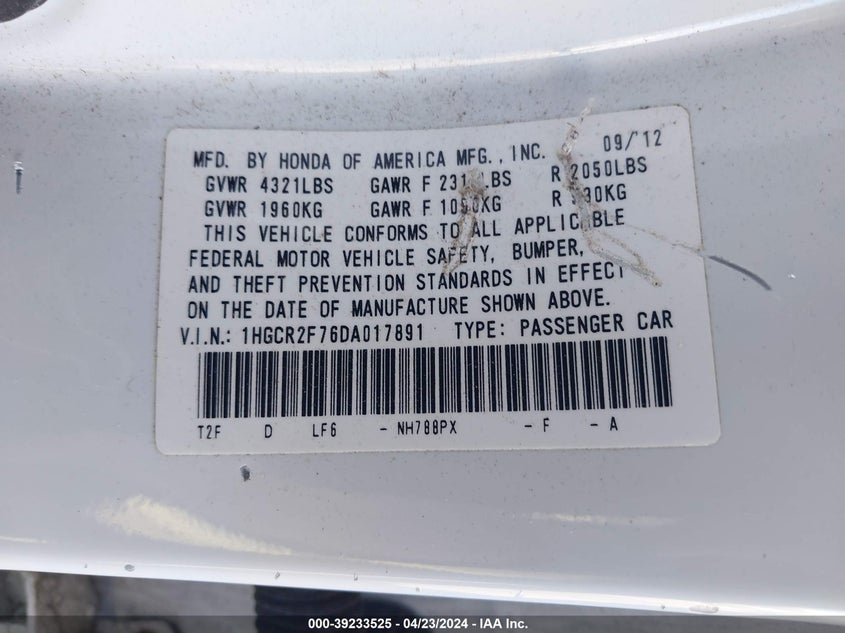 MFD. BY HONDA OF AMERICA MFG., INC. 09/'12
GVWR 4321LBS GAWR F R 2050LBS
GVWR 1960KG GAWR F R
THIS VEHICLE CONFORMS TO ALL APPLICABLE
FEDERAL MOTOR VEHICLE SAFETY, BUMPER,
AND THEFT PREVENTION STANDARDS IN EFFECT
ON THE DATE OF MANUFACTURE SHOWN ABOVE.
V.I.N.: 1HGCR2F76DA017891 TYPE: PASSENGER CAR
T2F D LF6 - NH788PX - F - A
000-39233525 - 04/23/2024 - IAA Inc.